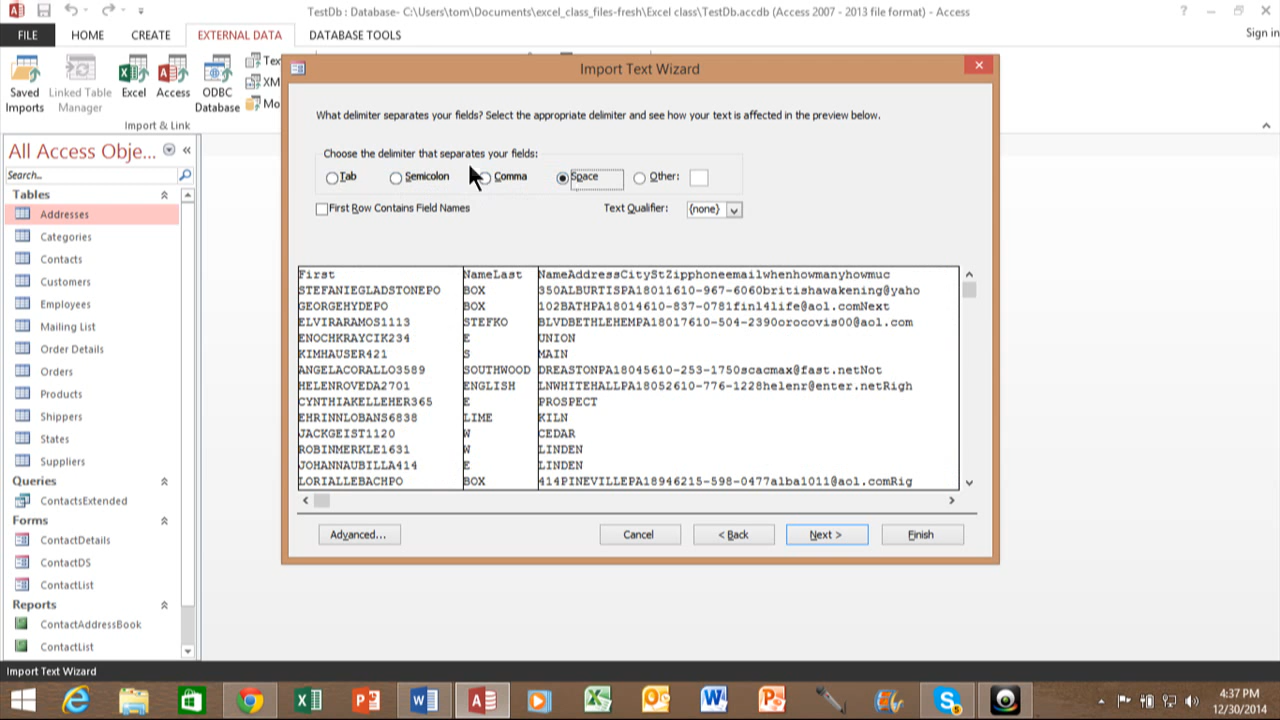 TestDb : Database- C:\Users\tom\Documents\excel_class_files-fresh\Excel class\TestDb.accdb (Access 2007 - 2013 file format) - Access
FILE HOME CREATE EXTERNAL DATA DATABASE TOOLS Sign in
Saved Imports
Linked Table Manager
Excel
Access
ODBC Database
Tex
XM
Mo
Import & Link
All Access Obje...
Search...
Tables
Addresses
Categories
Contacts
Customers
Employees
Mailing List
Order Details
Orders
Products
Shippers
States
Suppliers
Queries
ContactsExtended
Forms
ContactDetails
ContactDS
ContactList
Reports
ContactAddressBook
ContactList
Import Text Wizard
What delimiter separates your fields? Select the appropriate delimiter and see how your text is affected in the preview below.
Choose the delimiter that separates your fields:
Tab Semicolon Comma Space Other:
First Row Contains Field Names Text Qualifier: {none}
First NameLast NameAddressCityStZipphoneemailwhenhowmanyhowmuc
STEFANIEGLADSTONEPO BOX 350ALBURTISPA18011610-967-6060britishawakening@yaho
GEORGEHYDEPO BOX 102BATHPA18014610-837-0781fin14life@aol.comNext
ELVIRARAMOS1113 STEFKO BLVDBETHLEHEMPA18017610-504-2390orocovis00@aol.com
ENOCHKRAYCIK234 E UNION
KIMHAUSER421 S MAIN
ANGELACORALLO3589 SOUTHWOOD DREASTONPA18045610-253-1750scacmax@fast.netNot
HELENROVEDA2701 ENGLISH LNWHITEHALLPA18052610-776-1228helenr@enter.netRigh
CYNTHIAKELLEHER365 E PROSPECT
EHRINNLOBANS6838 LIME KILN
JACKGEIST1120 W CEDAR
ROBINMERKLE1631 W LINDEN
JOHANNAUBILLA414 E LINDEN
LORIALLEBACHPO BOX 414PINEVILLEPA18946215-598-0477alba1011@aol.comRig
Advanced... Cancel < Back Next > Finish
Import Text Wizard
4:37 PM
12/30/2014